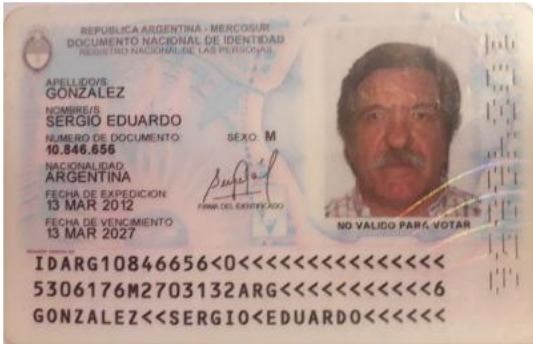 REPÚBLICA ARGENTINA - MERCOSUR
DOCUMENTO NACIONAL DE IDENTIDAD
REGISTRO NACIONAL DE LAS PERSONAS
APELLIDO/S
GONZALEZ
NOMBRE/S
SERGIO EDUARDO
NUMERO DE DOCUMENTO SEXO: M
10.846.656
NACIONALIDAD
ARGENTINA
FECHA DE EXPEDICION
13 MAR 2012
FIRMA DEL IDENTIFICADO
FECHA DE VENCIMIENTO
13 MAR 2027
NO VALIDO PARA VOTAR
IDARG10846656<0<<<<<<<<<<<<<<<
5306176M2703132ARG<<<<<<<<<<<6
GONZALEZ<<SERGIO<EDUARDO<<<<<<